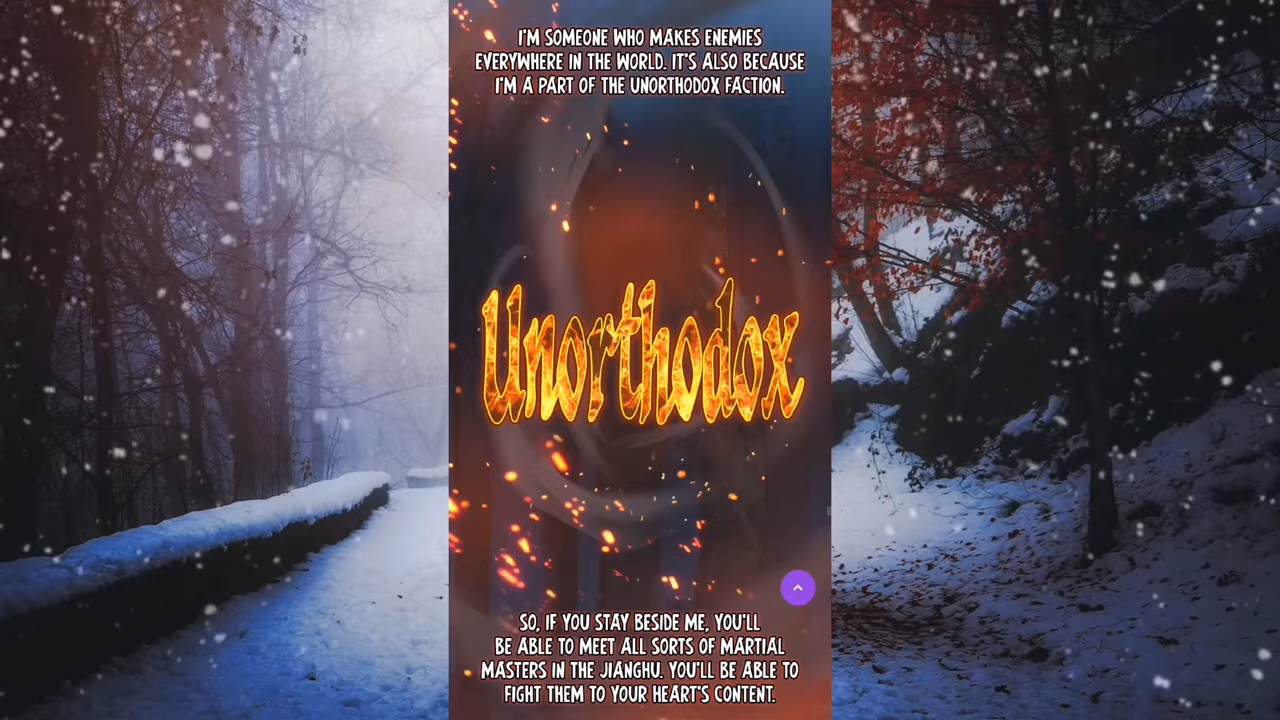 I'M SOMEONE WHO MAKES ENEMIES
EVERYWHERE IN THE WORLD. IT'S ALSO BECAUSE
I'M A PART OF THE UNORTHODOX FACTION.
Unorthodox
SO, IF YOU STAY BESIDE ME, YOU'LL
BE ABLE TO MEET ALL SORTS OF MARTIAL
MASTERS IN THE JIANGHU. YOU'LL BE ABLE TO
FIGHT THEM TO YOUR HEART'S CONTENT.